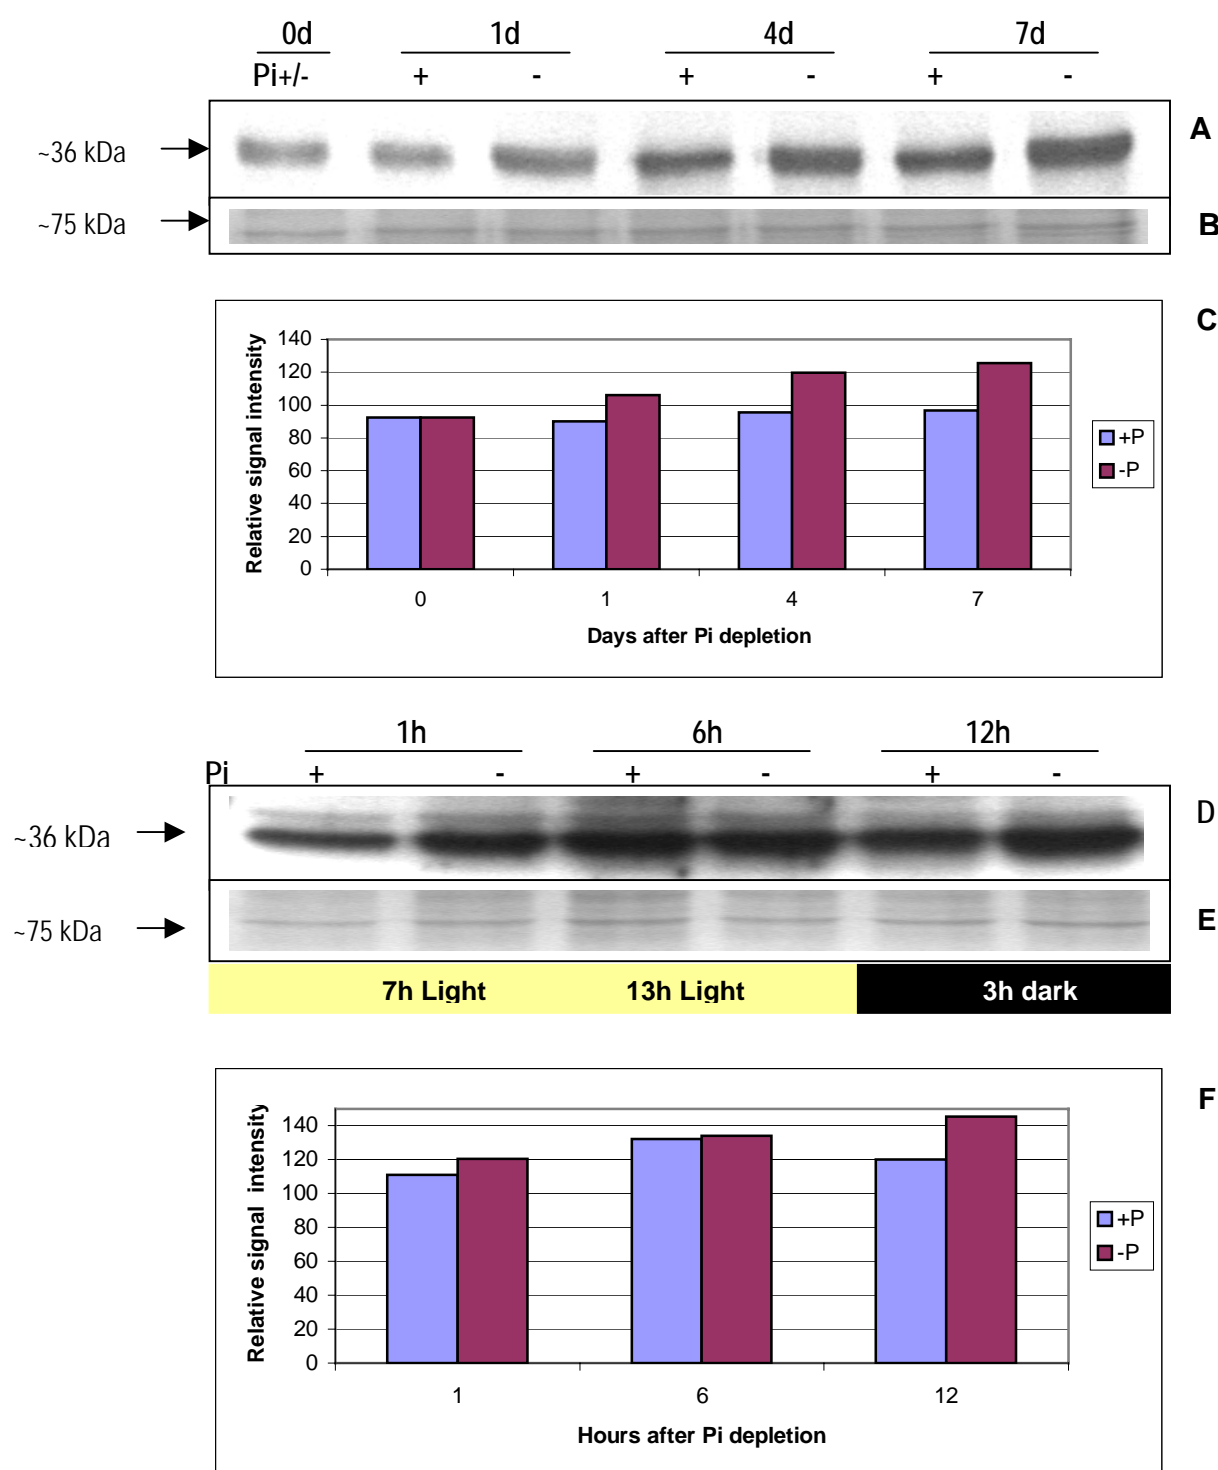 0d 1d 4d 7d
Pi+/- + - + - + -
~36 kDa A
~75 kDa B
C
140
120
100
80
60
40
20
0
Relative signal intensity
0 1 4 7
Days after Pi depletion
+P
-P
1h 6h 12h
Pi + - + - + -
~36 kDa D
~75 kDa E
7h Light 13h Light 3h dark
F
140
120
100
80
60
40
20
0
Relative signal intensity
1 6 12
Hours after Pi depletion
+P
-P